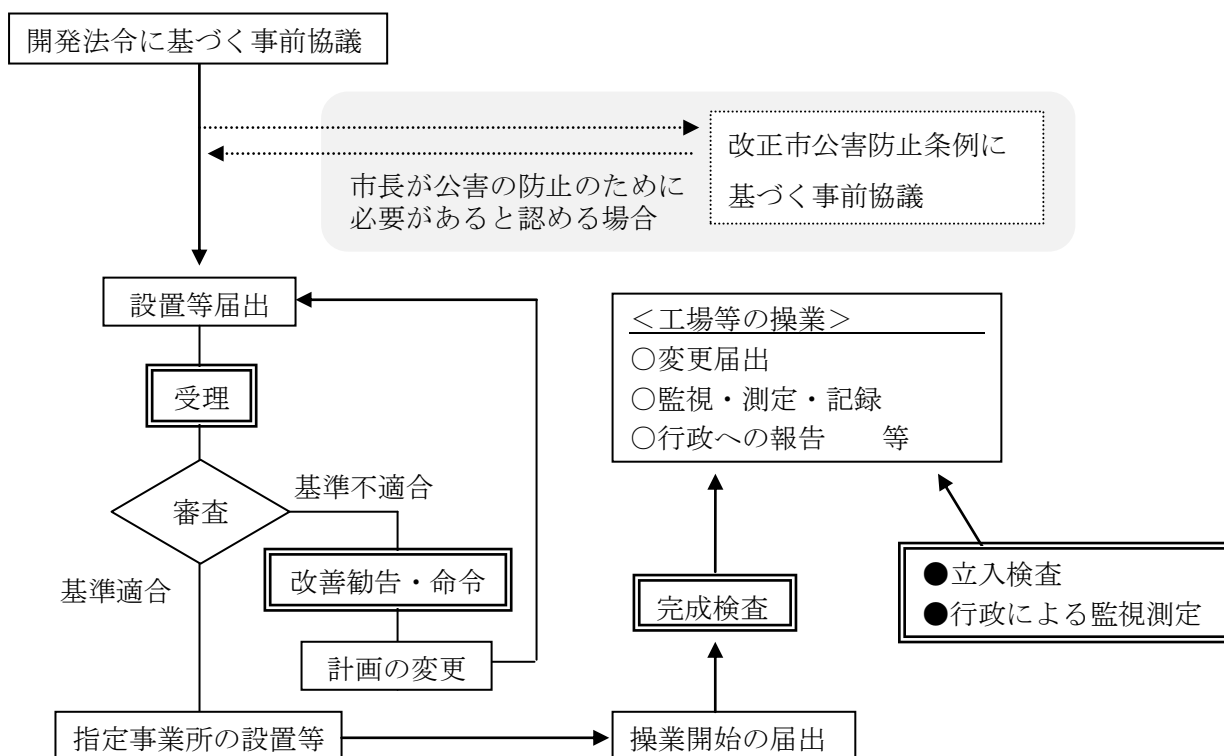 開発法令に基づく事前協議
改正市公害防止条例に
基づく事前協議
市長が公害の防止のために
必要があると認める場合
設置等届出
受理
審査
基準不適合
改善勧告・命令
計画の変更
基準適合
指定事業所の設置等
操業開始の届出
完成検査
＜工場等の操業＞
○変更届出
○監視・測定・記録
○行政への報告　　等
●立入検査
●行政による監視測定